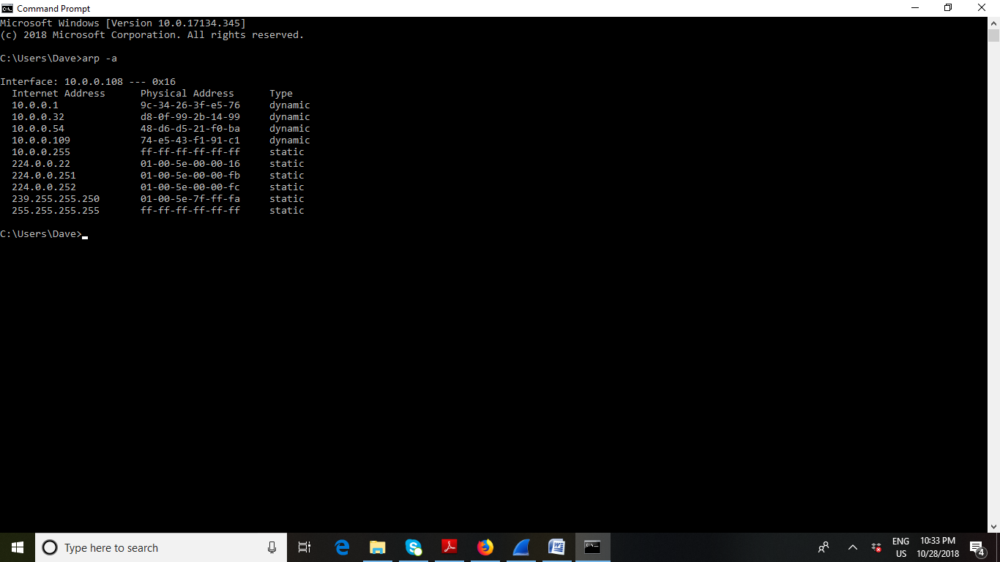 Command Prompt
Microsoft Windows [Version 10.0.17134.345]
(c) 2018 Microsoft Corporation. All rights reserved.
C:\Users\Dave>arp -a
Interface: 10.0.0.108 --- 0x16
  Internet Address      Physical Address      Type
  10.0.0.1              9c-34-26-3f-e5-76     dynamic
  10.0.0.32             d8-0f-99-2b-14-99     dynamic
  10.0.0.54             48-d6-d5-21-f0-ba     dynamic
  10.0.0.109            74-e5-43-f1-91-c1     dynamic
  10.0.0.255            ff-ff-ff-ff-ff-ff     static
  224.0.0.22            01-00-5e-00-00-16     static
  224.0.0.251           01-00-5e-00-00-fb     static
  224.0.0.252           01-00-5e-00-00-fc     static
  239.255.255.250       01-00-5e-7f-ff-fa     static
  255.255.255.255       ff-ff-ff-ff-ff-ff     static
C:\Users\Dave>
Type here to search
ENG
US
10:33 PM
10/28/2018
4